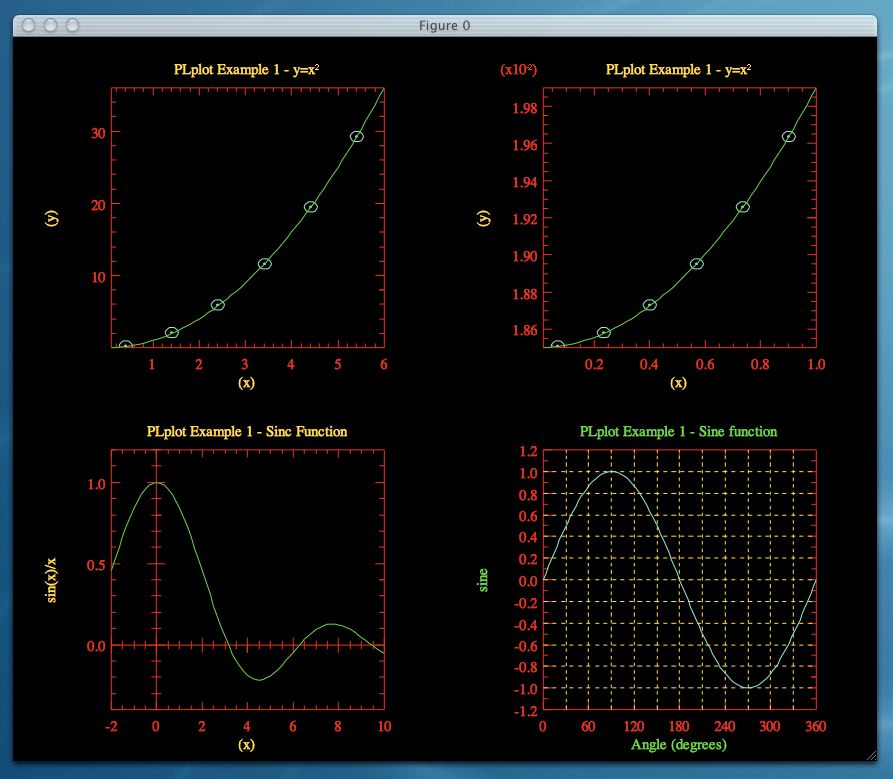 Figure 0
PLplot Example 1 - y=x²
30
20
10
(y)
1 2 3 4 5 6
(x)
(x10⁻²)
PLplot Example 1 - y=x²
1.98
1.96
1.94
1.92
1.90
1.88
1.86
(y)
0.2 0.4 0.6 0.8 1.0
(x)
PLplot Example 1 - Sinc Function
1.0
0.5
0.0
sin(x)/x
-2 0 2 4 6 8 10
(x)
PLplot Example 1 - Sine function
1.2
1.0
0.8
0.6
0.4
0.2
0.0
-0.2
-0.4
-0.6
-0.8
-1.0
-1.2
sine
0 60 120 180 240 300 360
Angle (degrees)